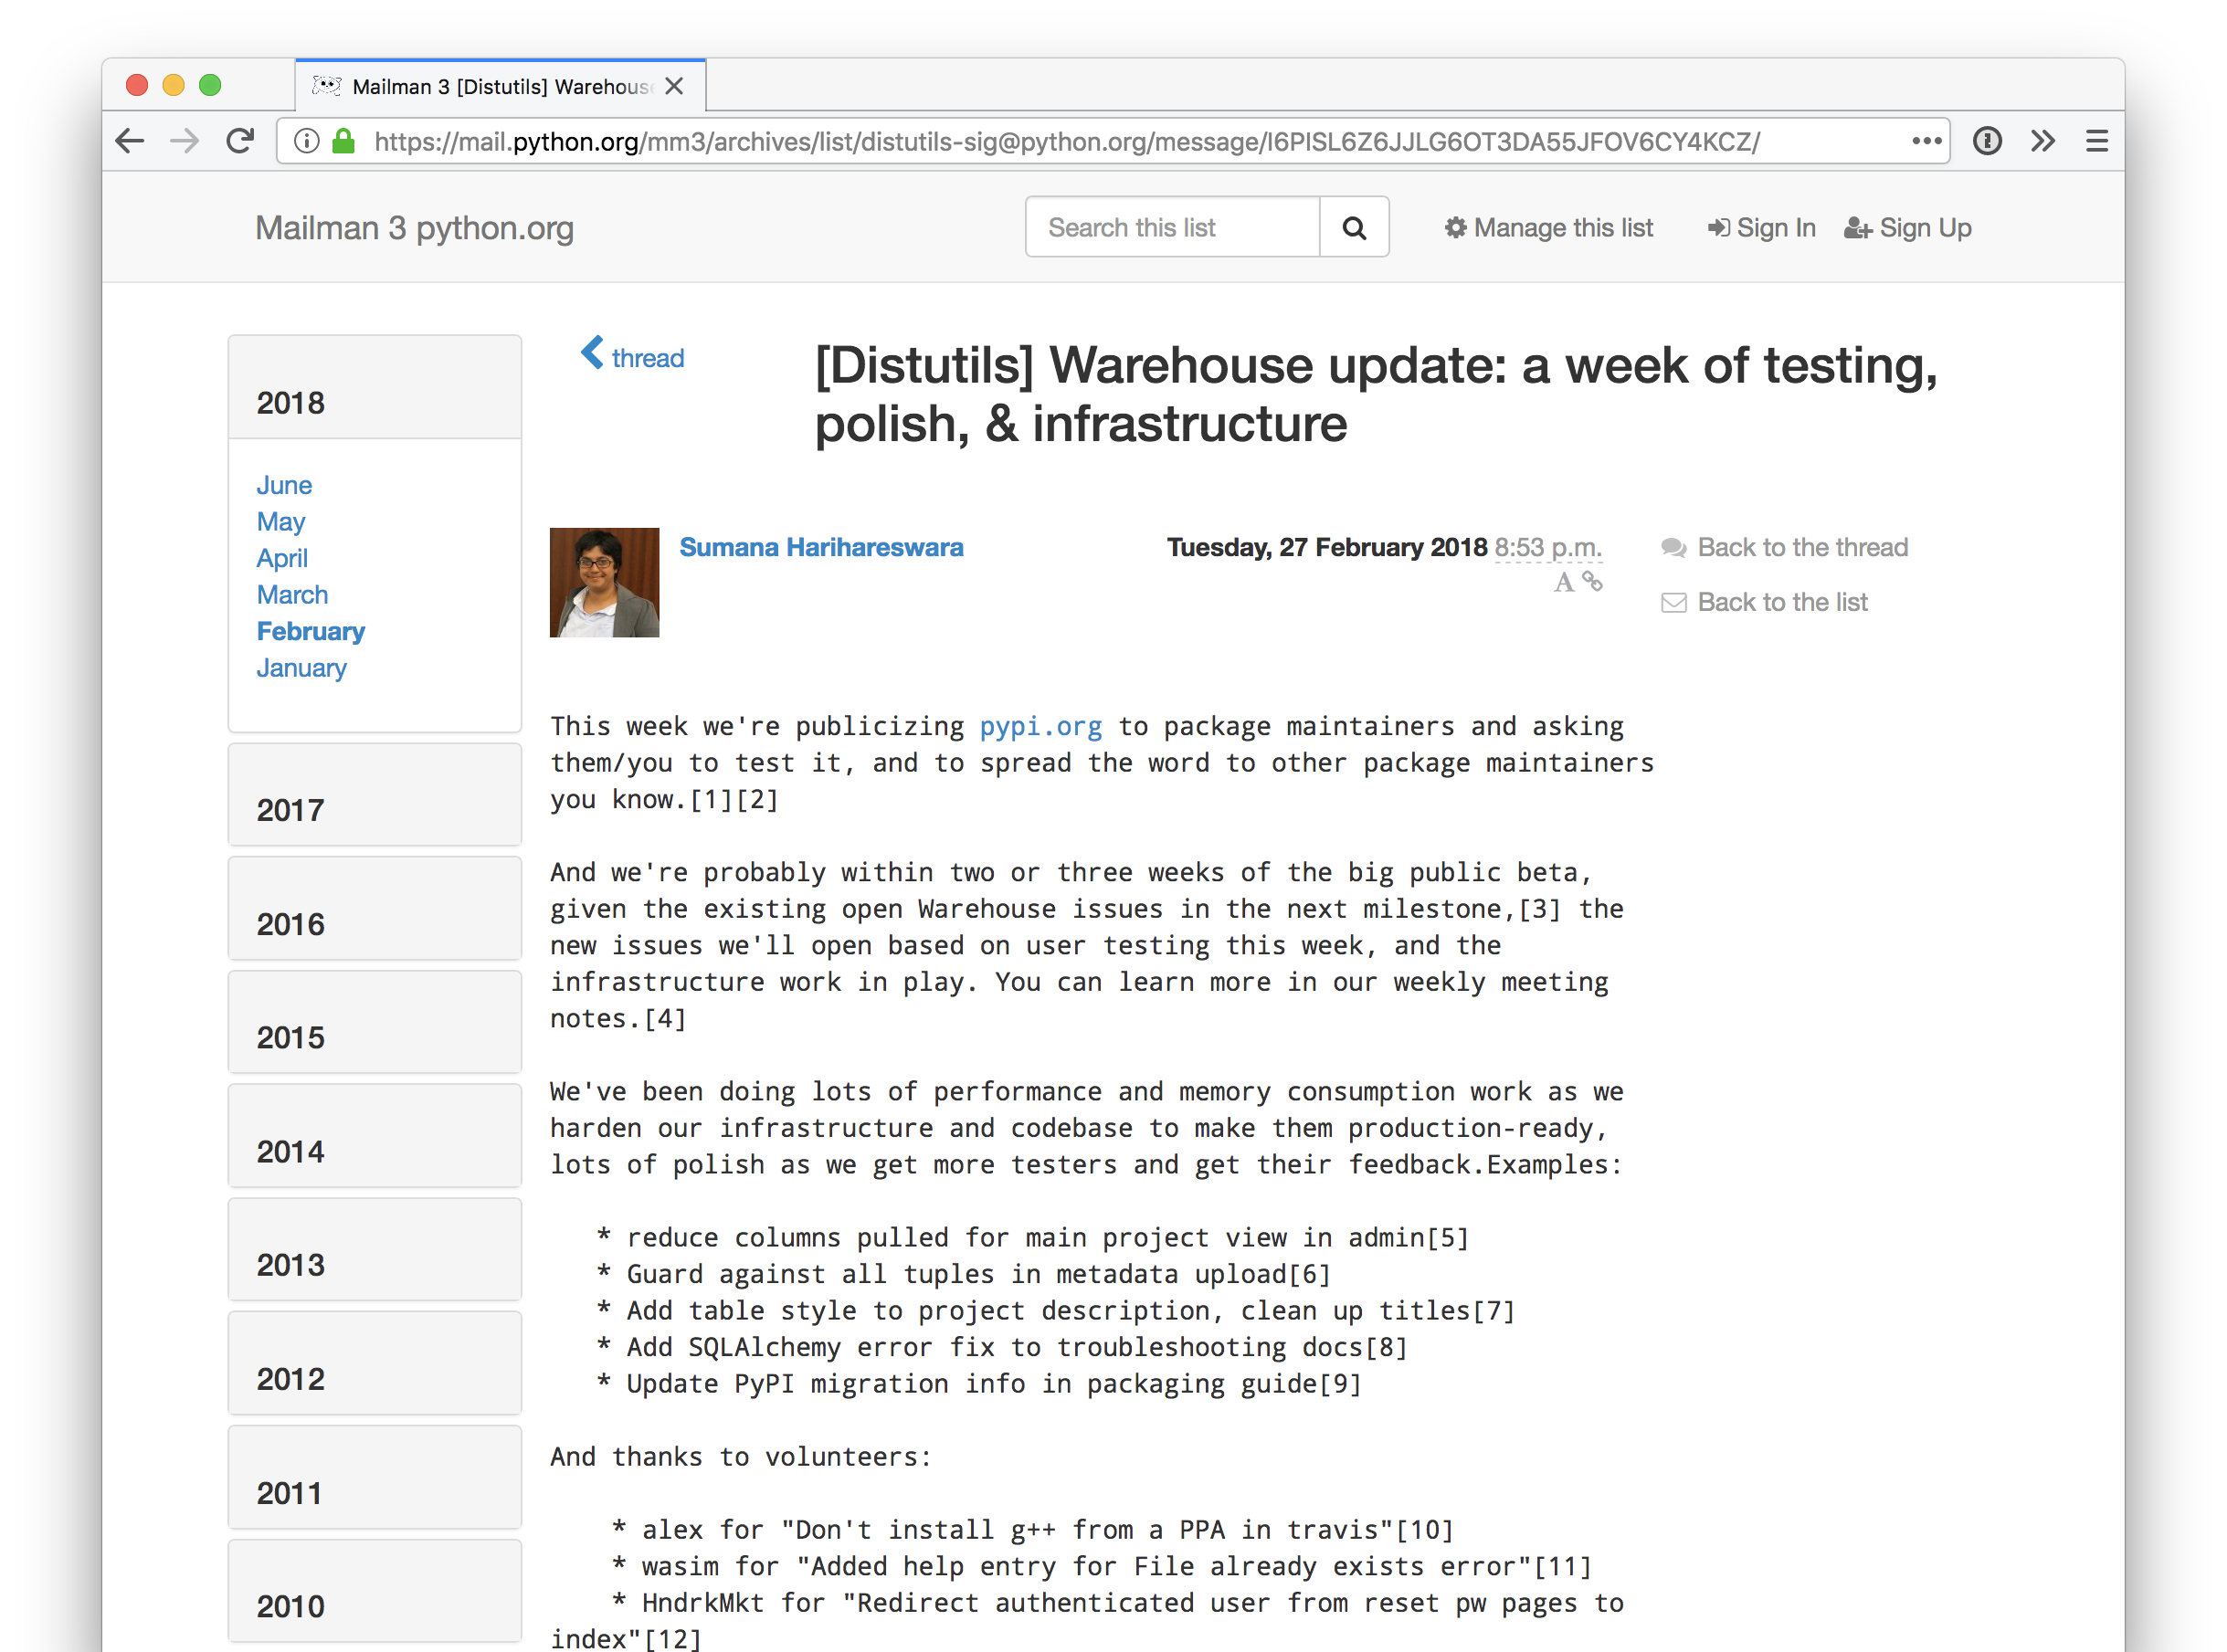 Mailman 3 [Distutils] Warehouse
https://mail.python.org/mm3/archives/list/distutils-sig@python.org/message/I6PISL6Z6JJLG6OT3DA55JFOV6CY4KCZ/
Mailman 3 python.org
Search this list
Manage this list
Sign In
Sign Up
2018
June
May
April
March
February
January
2017
2016
2015
2014
2013
2012
2011
2010
thread
[Distutils] Warehouse update: a week of testing,
polish, & infrastructure
Sumana Harihareswara
Tuesday, 27 February 2018 8:53 p.m.
A
Back to the thread
Back to the list
This week we're publicizing pypi.org to package maintainers and asking
them/you to test it, and to spread the word to other package maintainers
you know.[1][2]
And we're probably within two or three weeks of the big public beta,
given the existing open Warehouse issues in the next milestone,[3] the
new issues we'll open based on user testing this week, and the
infrastructure work in play. You can learn more in our weekly meeting
notes.[4]
We've been doing lots of performance and memory consumption work as we
harden our infrastructure and codebase to make them production-ready,
lots of polish as we get more testers and get their feedback.Examples:
* reduce columns pulled for main project view in admin[5]
* Guard against all tuples in metadata upload[6]
* Add table style to project description, clean up titles[7]
* Add SQLAlchemy error fix to troubleshooting docs[8]
* Update PyPI migration info in packaging guide[9]
And thanks to volunteers:
* alex for "Don't install g++ from a PPA in travis"[10]
* wasim for "Added help entry for File already exists error"[11]
* HndrkMkt for "Redirect authenticated user from reset pw pages to
index"[12]